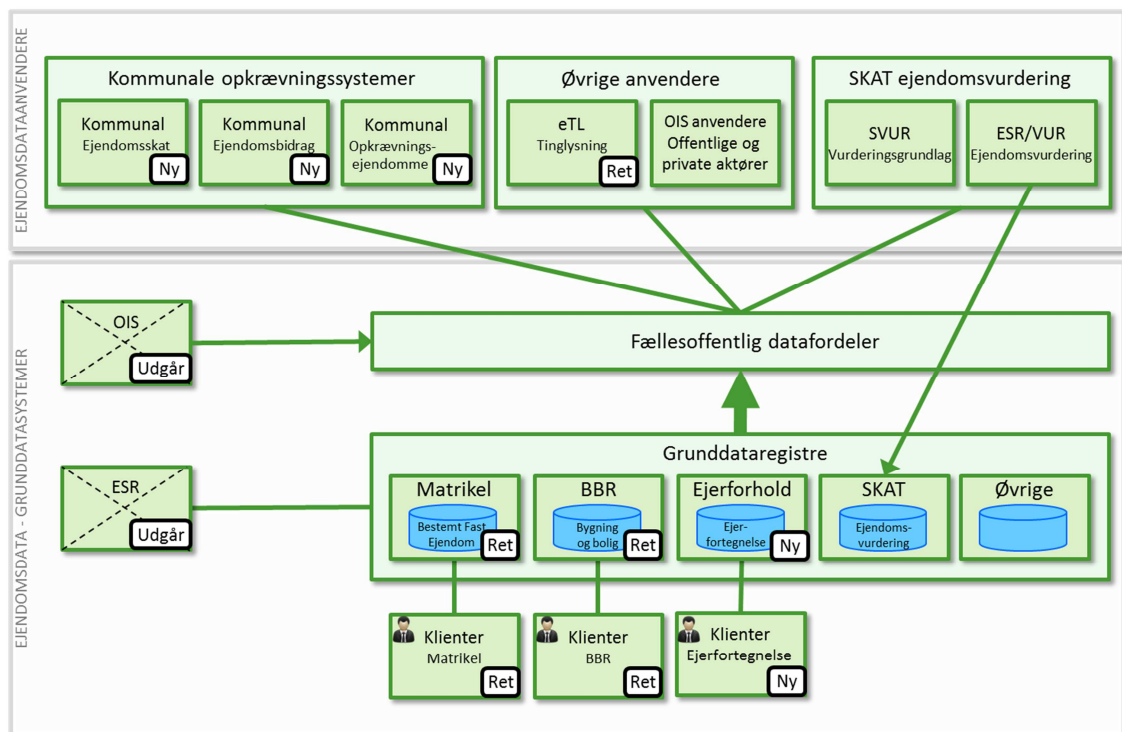 EJENDOMSDATAANVENDERE
Kommunale opkrævningssystemer
Kommunal
Ejendomsskat
Ny
Kommunal
Ejendomsbidrag
Ny
Kommunal
Opkrævnings-
ejendomme
Ny
Øvrige anvendere
eTL
Tinglysning
Ret
OIS anvendere
Offentlige og
private aktører
SKAT ejendomsvurdering
SVUR
Vurderingsgrundlag
ESR/VUR
Ejendomsvurdering
EJENDOMSDATA - GRUNDDATASYSTEMER
OIS
Udgår
Fællesoffentlig datafordeler
ESR
Udgår
Grunddataregistre
Matrikel
Bestemt Fast
Ejendom
Ret
BBR
Bygning
og bolig
Ret
Ejerforhold
Ejer-
fortegnelse
Ny
SKAT
Ejendoms-
vurdering
Øvrige
Klienter
Matrikel
Ret
Klienter
BBR
Ret
Klienter
Ejerfortegnelse
Ny